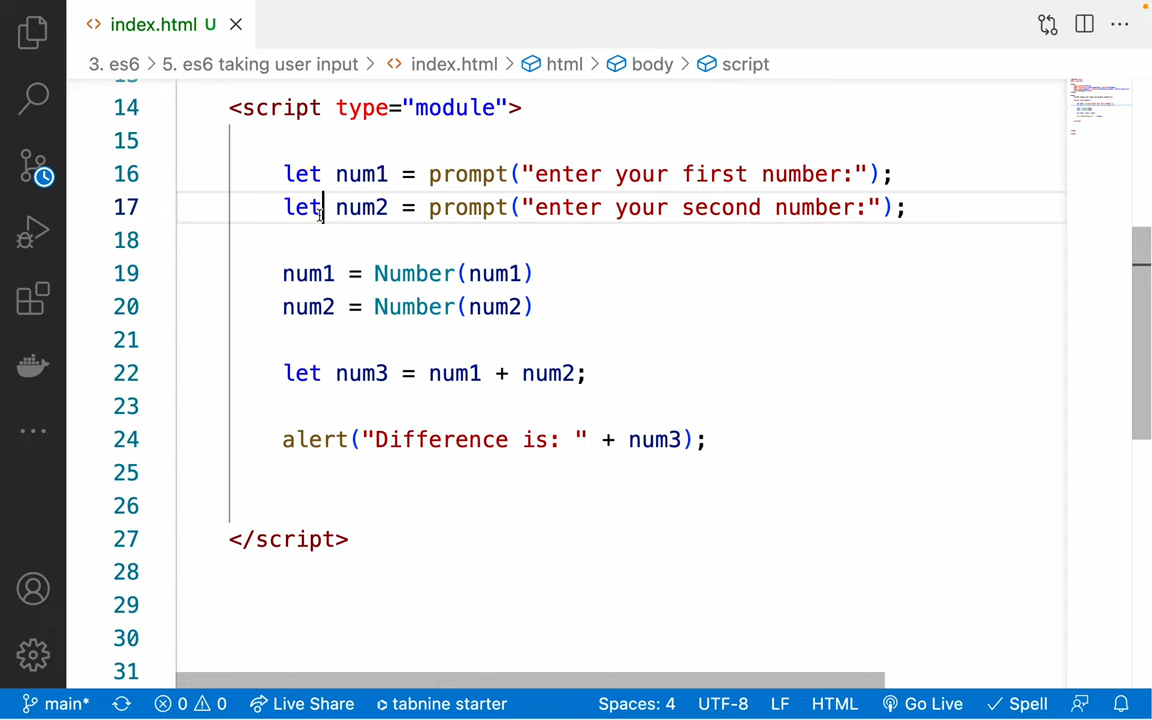 index.html U
3. es6 > 5. es6 taking user input > index.html > html > body > script
14 <script type="module">
15
16 let num1 = prompt("enter your first number:");
17 let num2 = prompt("enter your second number:");
18
19 num1 = Number(num1)
20 num2 = Number(num2)
21
22 let num3 = num1 + num2;
23
24 alert("Difference is: " + num3);
25
26
27 </script>
28
29
30
31
main* 0 0 Live Share tabnine starter Spaces: 4 UTF-8 LF HTML Go Live Spell